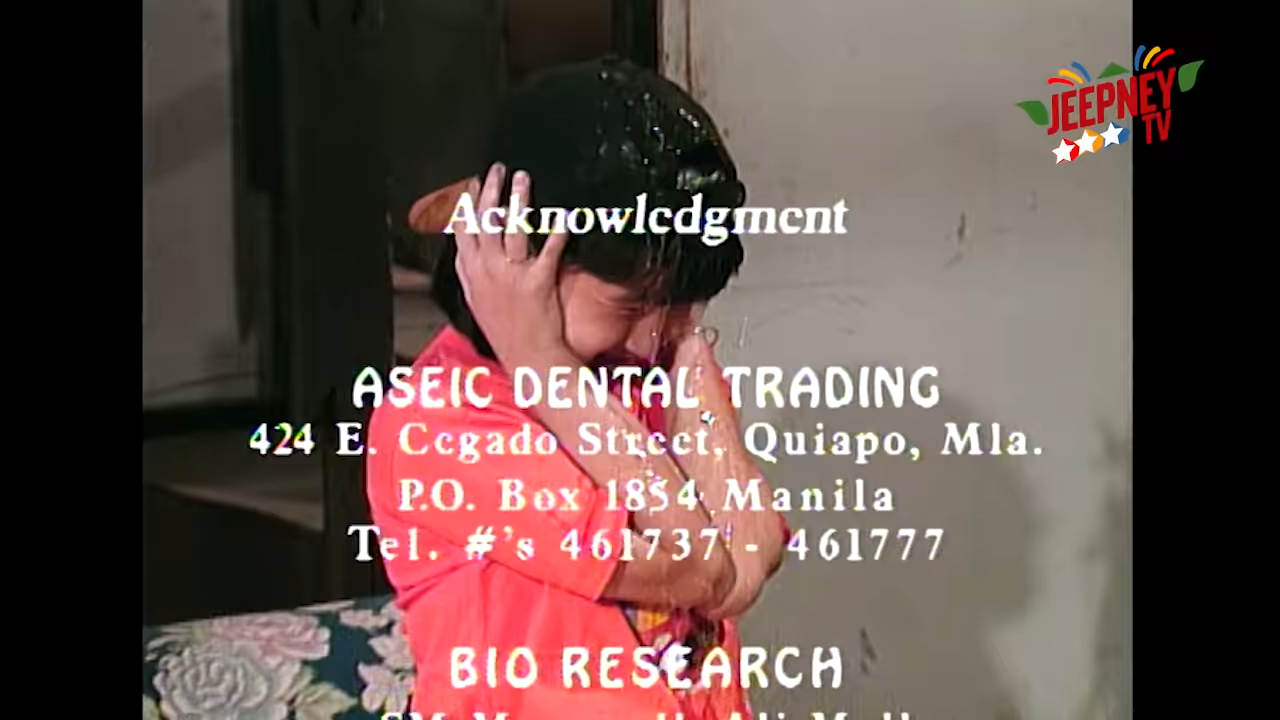 JEEPNEY
TV
Acknowledgment
ASEIC DENTAL TRADING
424 E. Cegado Street, Quiapo, Mla.
P.O. Box 1854 Manila
Tel. #'s 461737 - 461777
BIO RESEARCH